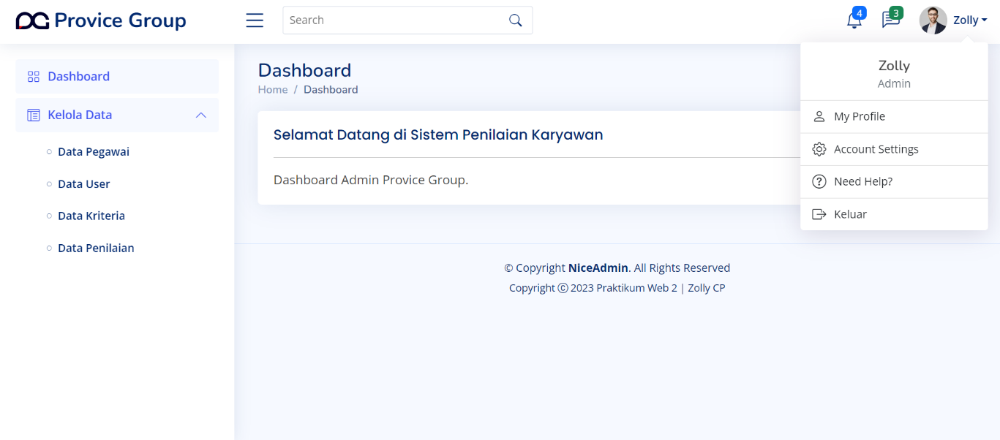 Provice Group
Search
4
3
Zolly
Dashboard
Kelola Data
Data Pegawai
Data User
Data Kriteria
Data Penilaian
Dashboard
Home / Dashboard
Selamat Datang di Sistem Penilaian Karyawan
Dashboard Admin Provice Group.
Zolly
Admin
My Profile
Account Settings
Need Help?
Keluar
© Copyright NiceAdmin. All Rights Reserved
Copyright ⓒ 2023 Praktikum Web 2 | Zolly CP